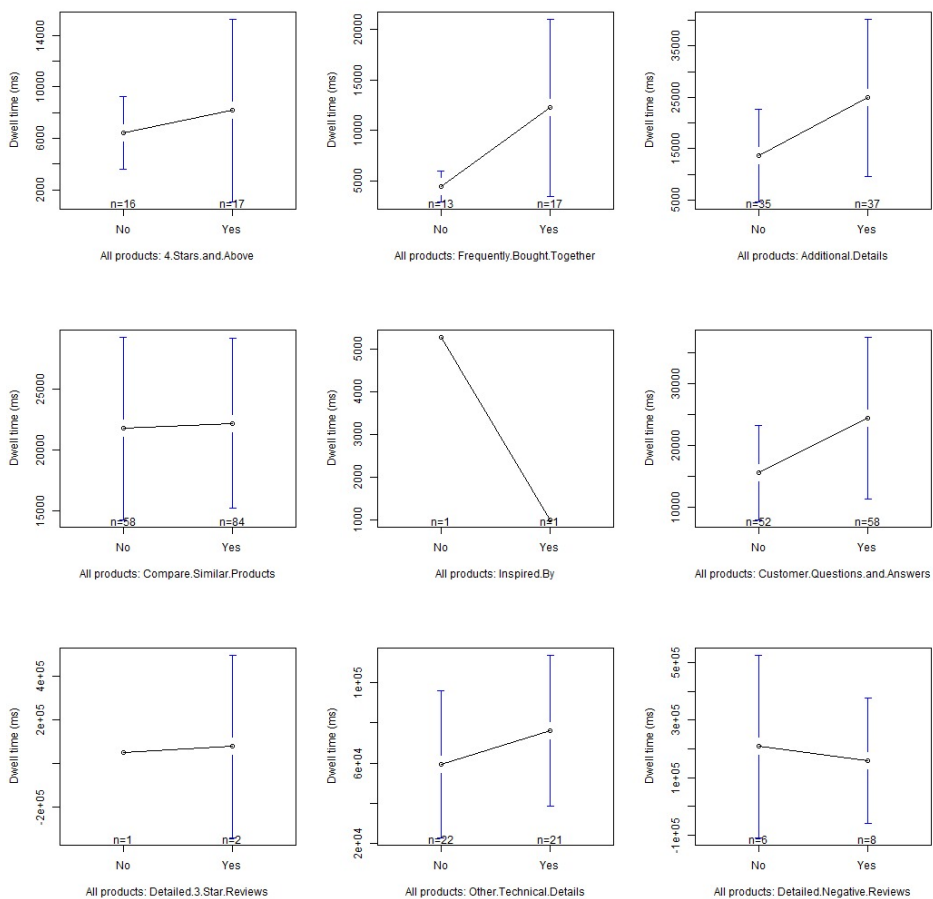 Dwell time (ms)
14000
10000
6000
2000
n=16
n=17
No
Yes
All products: 4.Stars.and.Above
Dwell time (ms)
20000
15000
10000
5000
n=13
n=17
No
Yes
All products: Frequently.Bought.Together
Dwell time (ms)
35000
25000
15000
5000
n=35
n=37
No
Yes
All products: Additional.Details
Dwell time (ms)
25000
20000
15000
n=58
n=84
No
Yes
All products: Compare.Similar.Products
Dwell time (ms)
5000
4000
3000
2000
1000
n=1
n=1
No
Yes
All products: Inspired.By
Dwell time (ms)
300000
200000
100000
n=52
n=58
No
Yes
All products: Customer.Questions.and.Answers
Dwell time (ms)
4e+05
2e+05
-2e+05
n=1
n=2
No
Yes
All products: Detailed.3.Star.Reviews
Dwell time (ms)
1e+05
6e+04
2e+04
n=22
n=21
No
Yes
All products: Other.Technical.Details
Dwell time (ms)
5e+05
3e+05
1e+05
-1e+05
n=6
n=8
No
Yes
All products: Detailed.Negative.Reviews